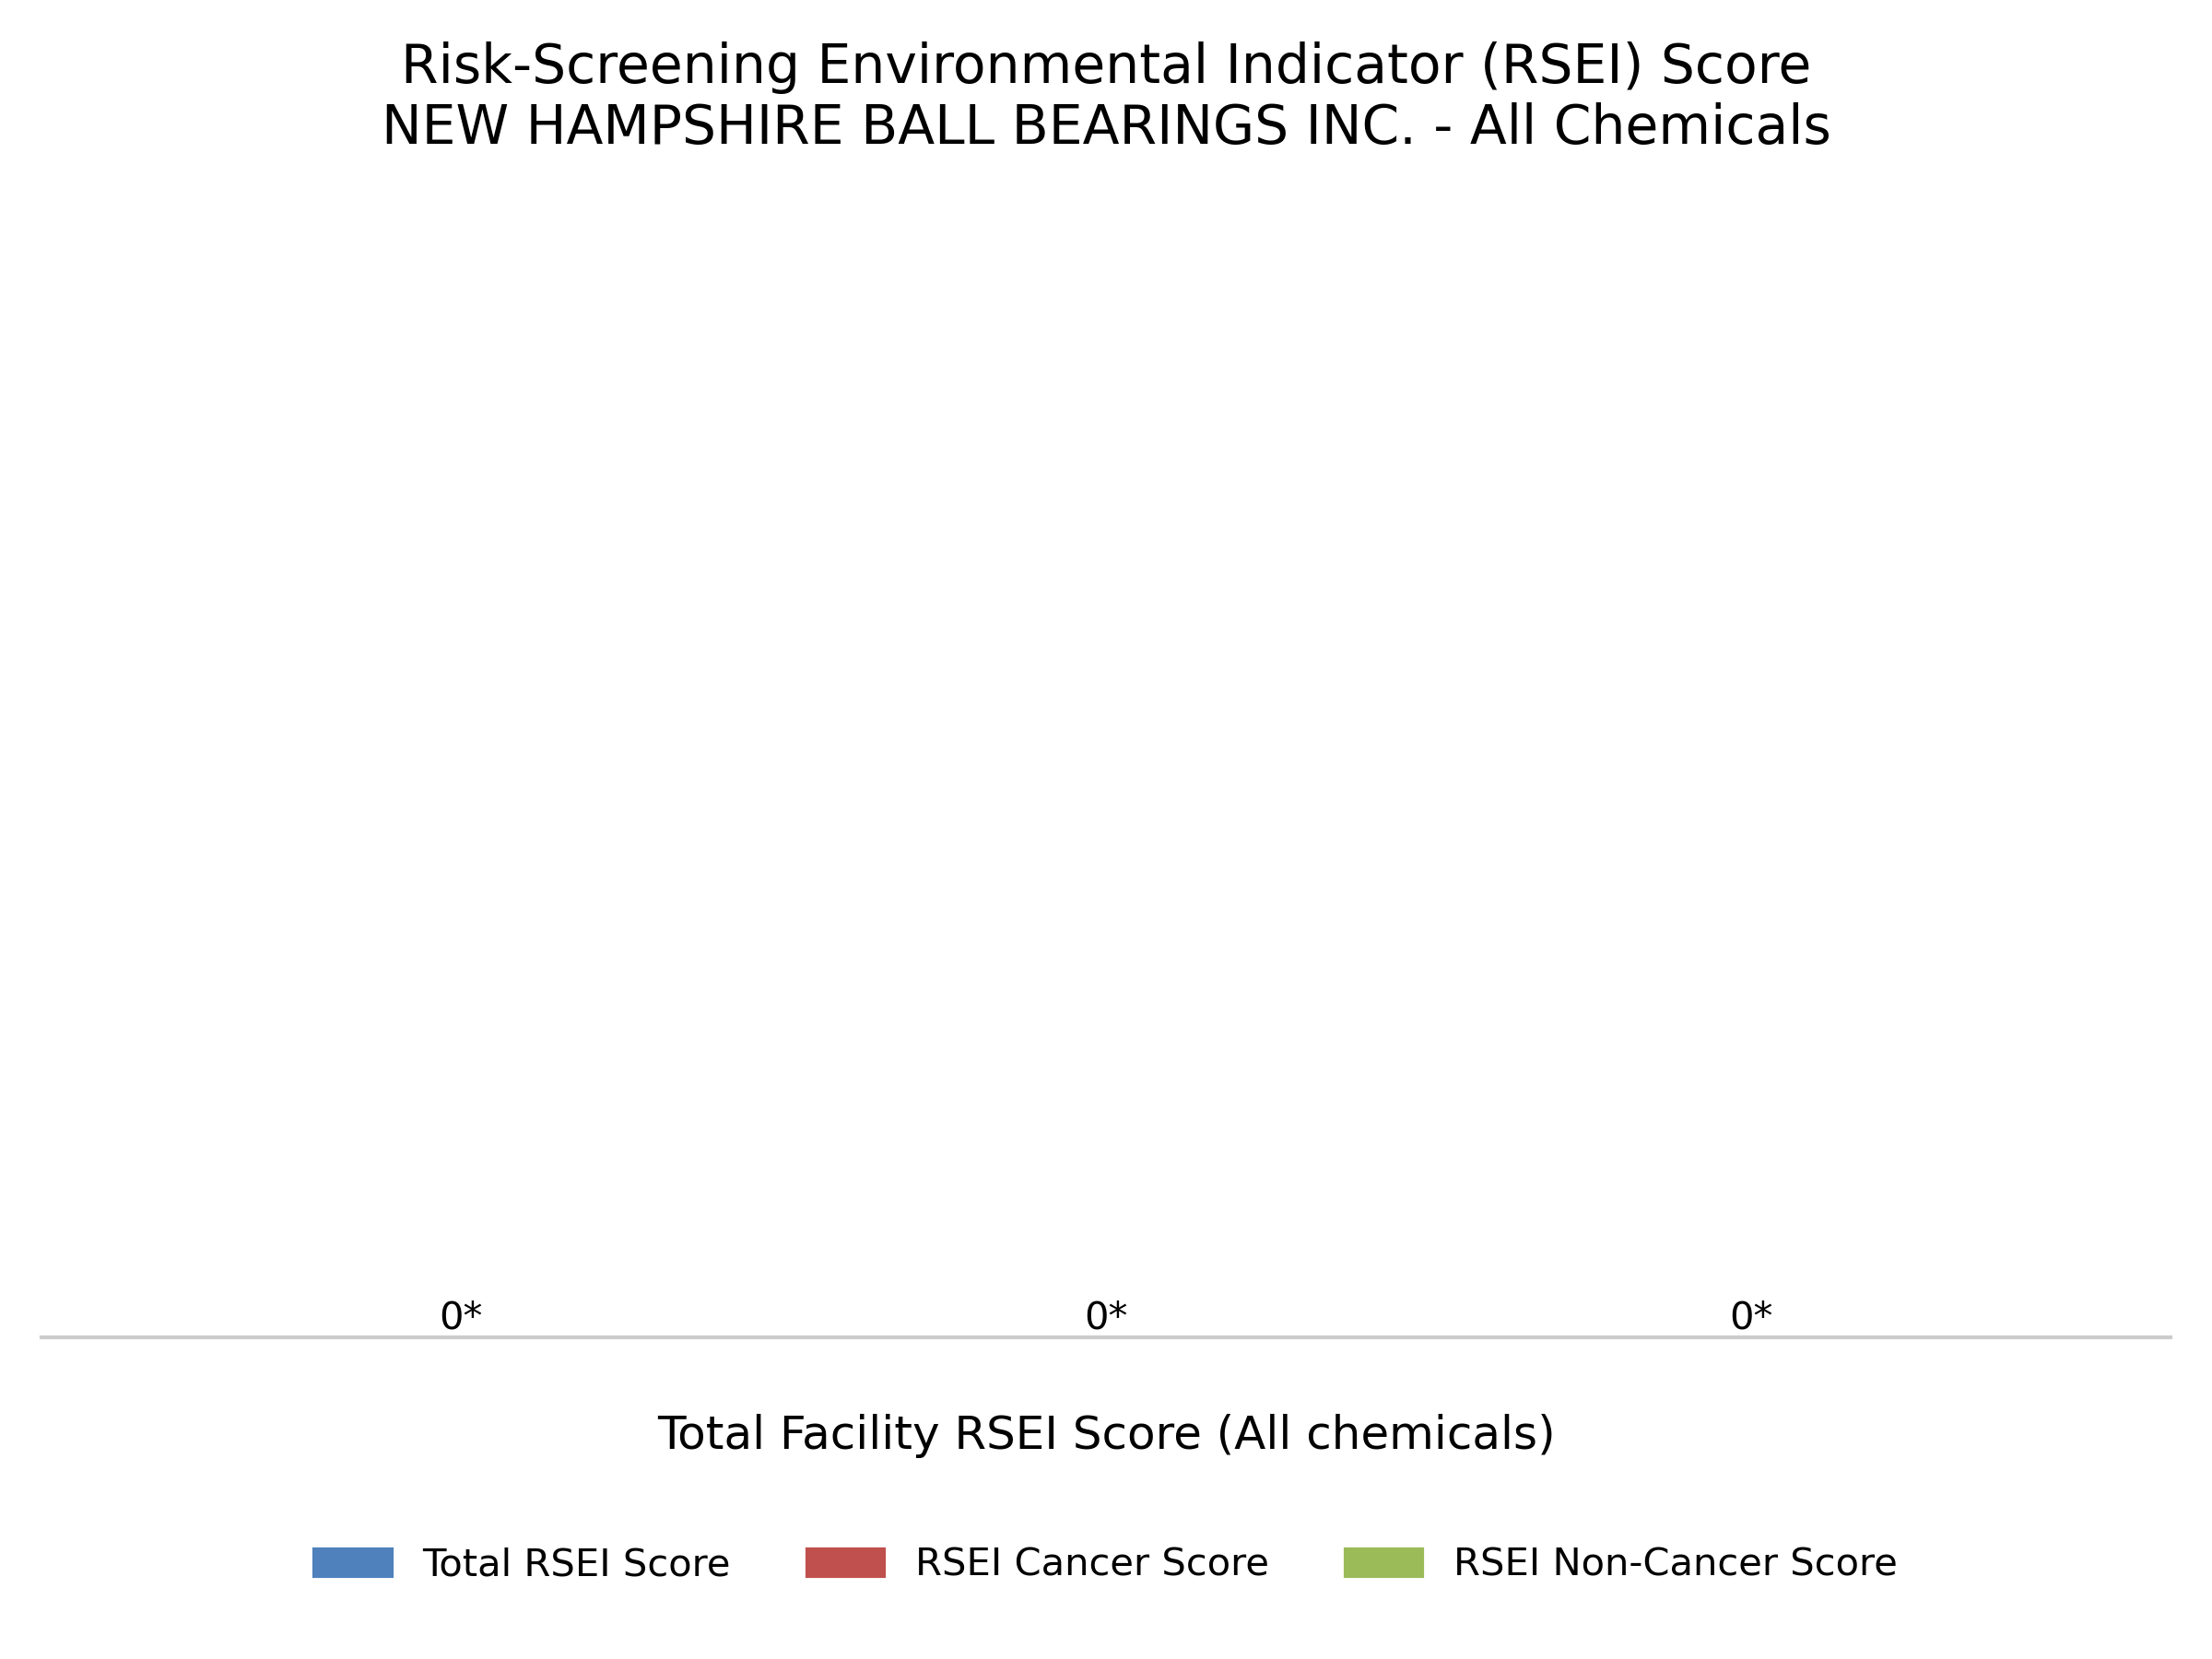 Risk-Screening Environmental Indicator (RSEI) Score
NEW HAMPSHIRE BALL BEARINGS INC. - All Chemicals
0* 0* 0*
Total Facility RSEI Score (All chemicals)
Total RSEI Score RSEI Cancer Score RSEI Non-Cancer Score